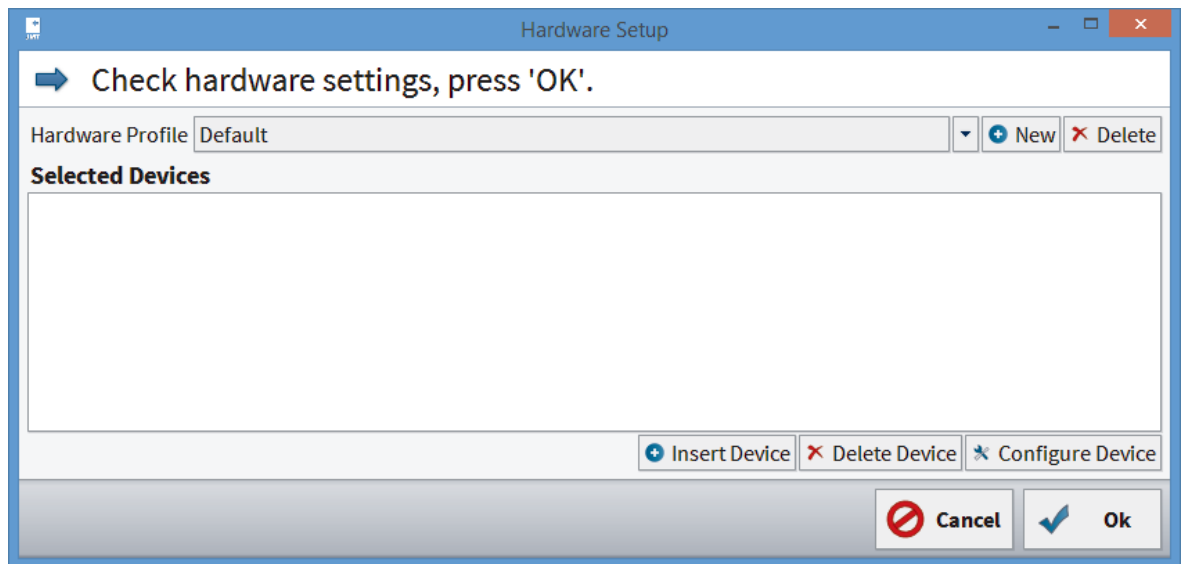 Hardware Setup
Check hardware settings, press 'OK'.
Hardware Profile Default New Delete
Selected Devices
Insert Device Delete Device Configure Device
Cancel Ok